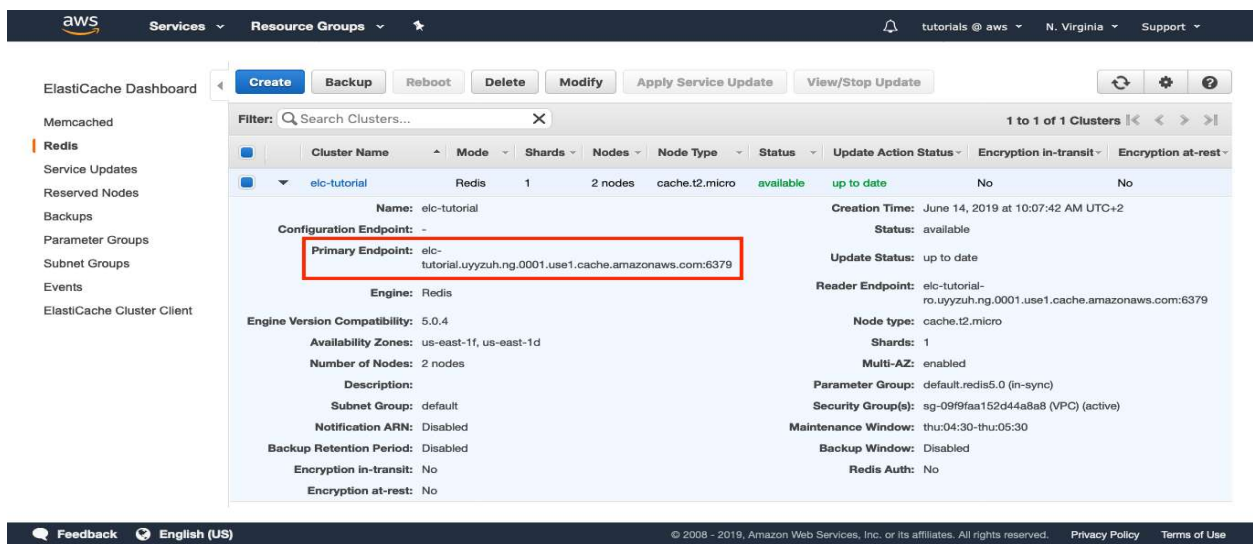 aws Services Resource Groups tutorials @ aws N. Virginia Support
ElastiCache Dashboard
Memcached
Redis
Service Updates
Reserved Nodes
Backups
Parameter Groups
Subnet Groups
Events
ElastiCache Cluster Client
Create Backup Reboot Delete Modify Apply Service Update View/Stop Update
Filter: Search Clusters... X 1 to 1 of 1 Clusters
Cluster Name Mode Shards Nodes Node Type Status Update Action Status Encryption in-transit Encryption at-rest
elc-tutorial Redis 1 2 nodes cache.t2.micro available up to date No No
Name: elc-tutorial
Configuration Endpoint: -
Primary Endpoint: elc-
tutorial.uyyzuh.ng.0001.use1.cache.amazonaws.com:6379
Engine: Redis
Engine Version Compatibility: 5.0.4
Availability Zones: us-east-1f, us-east-1d
Number of Nodes: 2 nodes
Description:
Subnet Group: default
Notification ARN: Disabled
Backup Retention Period: Disabled
Encryption in-transit: No
Encryption at-rest: No
Creation Time: June 14, 2019 at 10:07:42 AM UTC+2
Status: available
Update Status: up to date
Reader Endpoint: elc-tutorial-
ro.uyyzuh.ng.0001.use1.cache.amazonaws.com:6379
Node type: cache.t2.micro
Shards: 1
Multi-AZ: enabled
Parameter Group: default.redis5.0 (in-sync)
Security Group(s): sg-09f9faa152d44a8a8 (VPC) (active)
Maintenance Window: thu:04:30-thu:05:30
Backup Window: Disabled
Redis Auth: No
Feedback English (US) © 2008 - 2019, Amazon Web Services, Inc. or its affiliates. All rights reserved. Privacy Policy Terms of Use